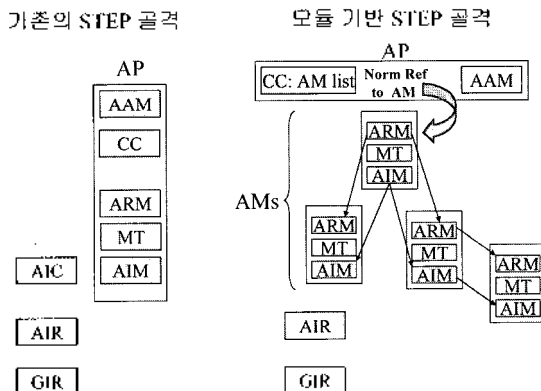 기존의 STEP 골격
AP
AAM
CC
ARM
MT
AIM
AIC
AIR
GIR
모듈 기반 STEP 골격
AP
CC: AM list
Norm Ref
to AM
AAM
AMs
ARM
MT
AIM
ARM
MT
AIM
ARM
MT
AIM
ARM
MT
AIM
AIR
GIR